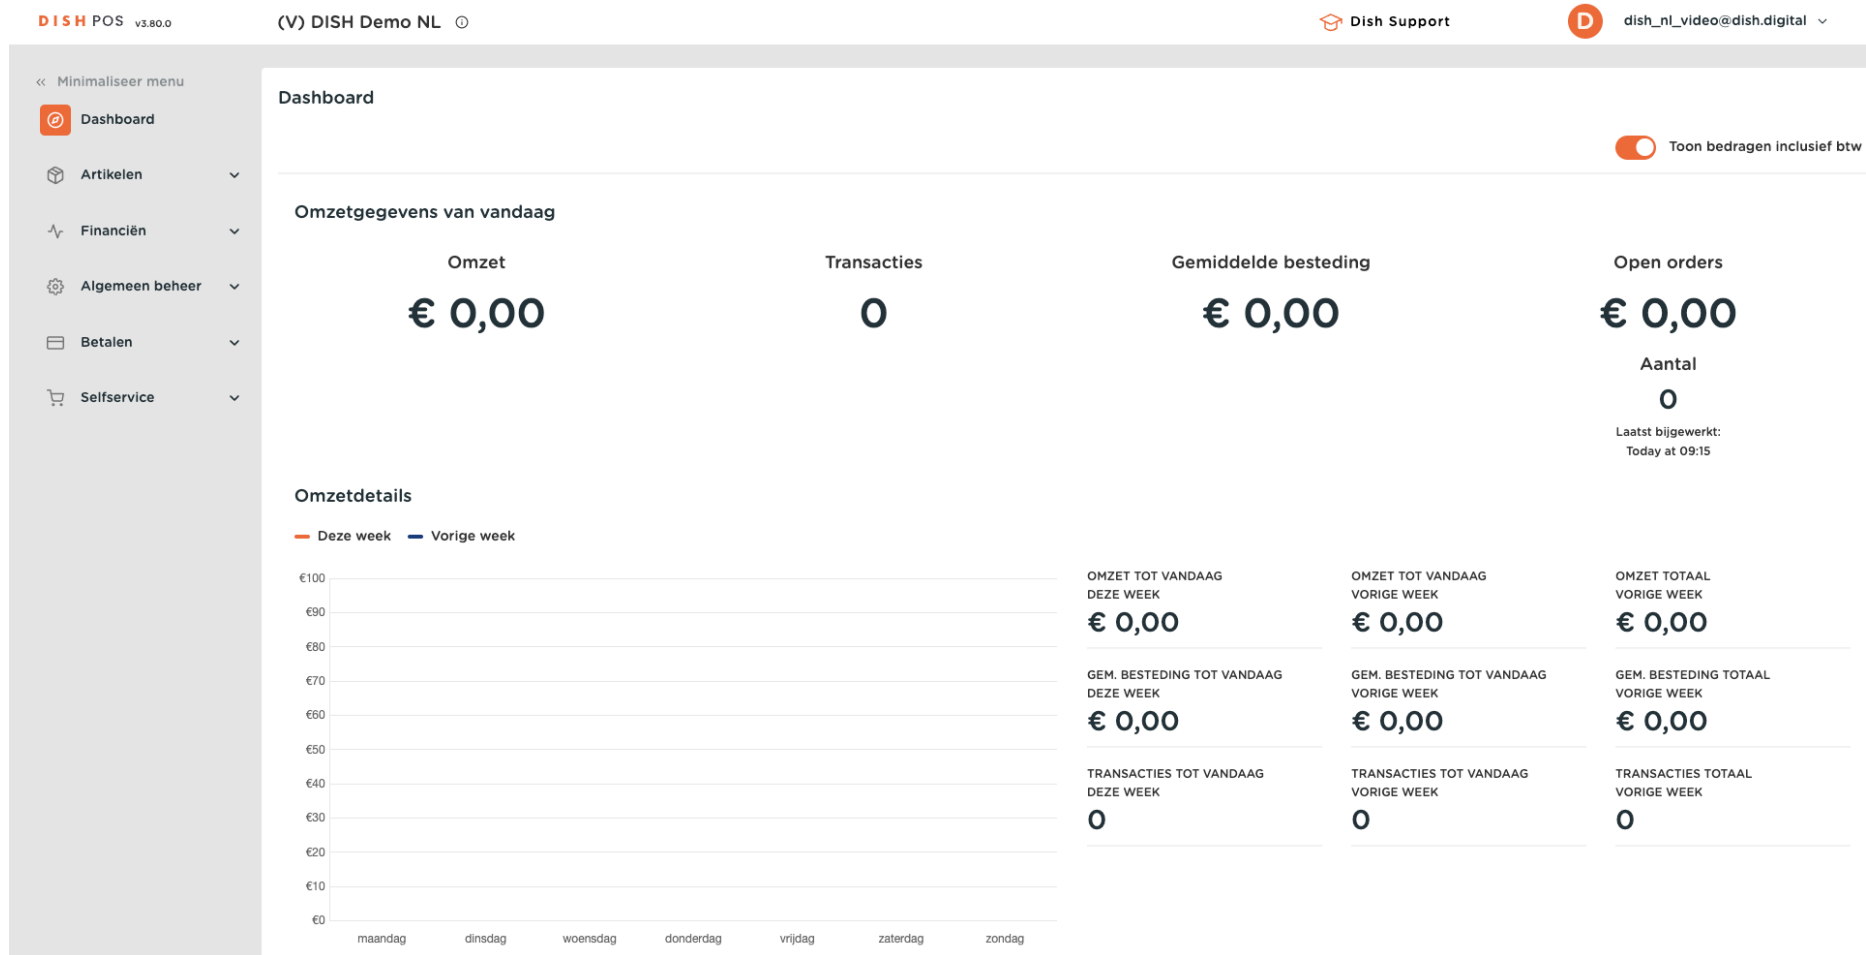 DISH POS v3.80.0
(V) DISH Demo NL
Dish Support
D
dish_nl_video@dish.digital
Minimaliseer menu
Dashboard
Artikelen
Financiën
Algemeen beheer
Betalen
Selfservice
Dashboard
Toon bedragen inclusief btw
Omzetgegevens van vandaag
Omzet
€ 0,00
Transacties
0
Gemiddelde besteding
€ 0,00
Open orders
€ 0,00
Aantal
0
Laatst bijgewerkt:
Today at 09:15
Omzetdetails
Deze week
Vorige week
€100
€90
€80
€70
€60
€50
€40
€30
€20
€10
€0
maandag dinsdag woensdag donderdag vrijdag zaterdag zondag
OMZET TOT VANDAAG
DEZE WEEK
€ 0,00
OMZET TOT VANDAAG
VORIGE WEEK
€ 0,00
OMZET TOTAAL
VORIGE WEEK
€ 0,00
GEM. BESTEDING TOT VANDAAG
DEZE WEEK
€ 0,00
GEM. BESTEDING TOT VANDAAG
VORIGE WEEK
€ 0,00
GEM. BESTEDING TOTAAL
VORIGE WEEK
€ 0,00
TRANSACTIES TOT VANDAAG
DEZE WEEK
0
TRANSACTIES TOT VANDAAG
VORIGE WEEK
0
TRANSACTIES TOTAAL
VORIGE WEEK
0